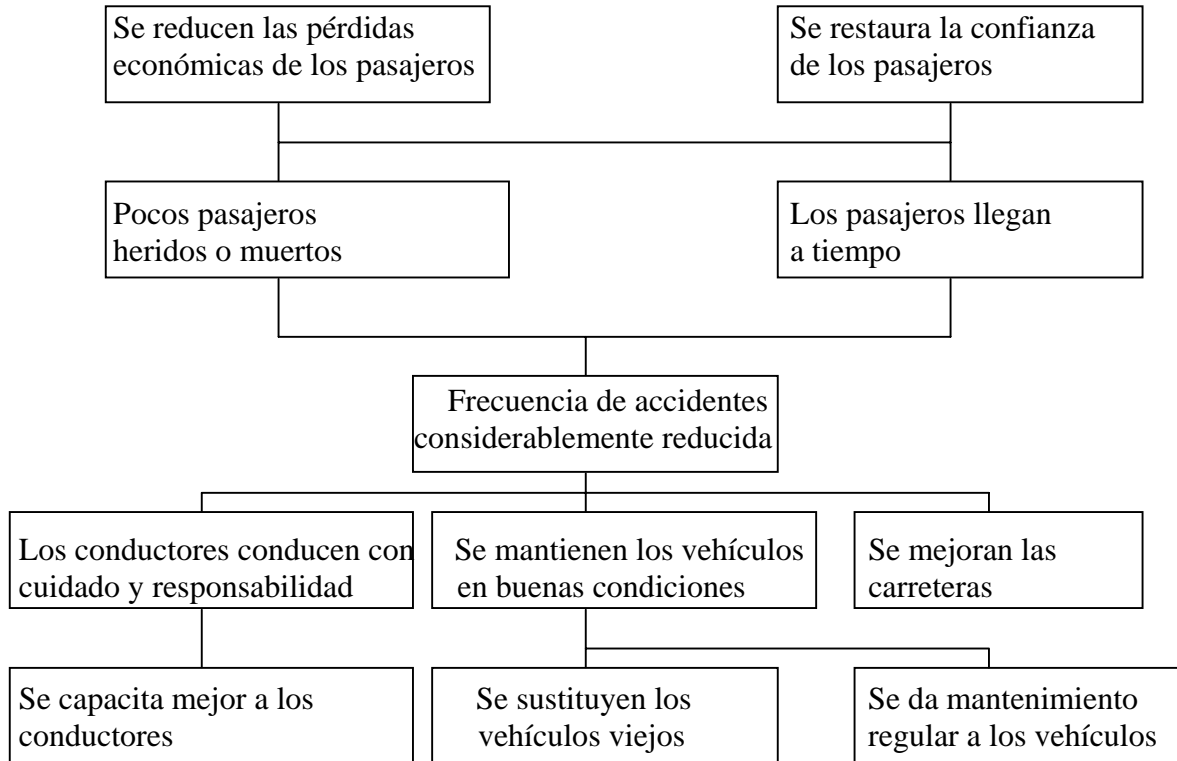 Se reducen las pérdidas
económicas de los pasajeros
Se restaura la confianza
de los pasajeros
Pocos pasajeros
heridos o muertos
Los pasajeros llegan
a tiempo
Frecuencia de accidentes
considerablemente reducida
Los conductores conducen con
cuidado y responsabilidad
Se mantienen los vehículos
en buenas condiciones
Se mejoran las
carreteras
Se capacita mejor a los
conductores
Se sustituyen los
vehículos viejos
Se da mantenimiento
regular a los vehículos